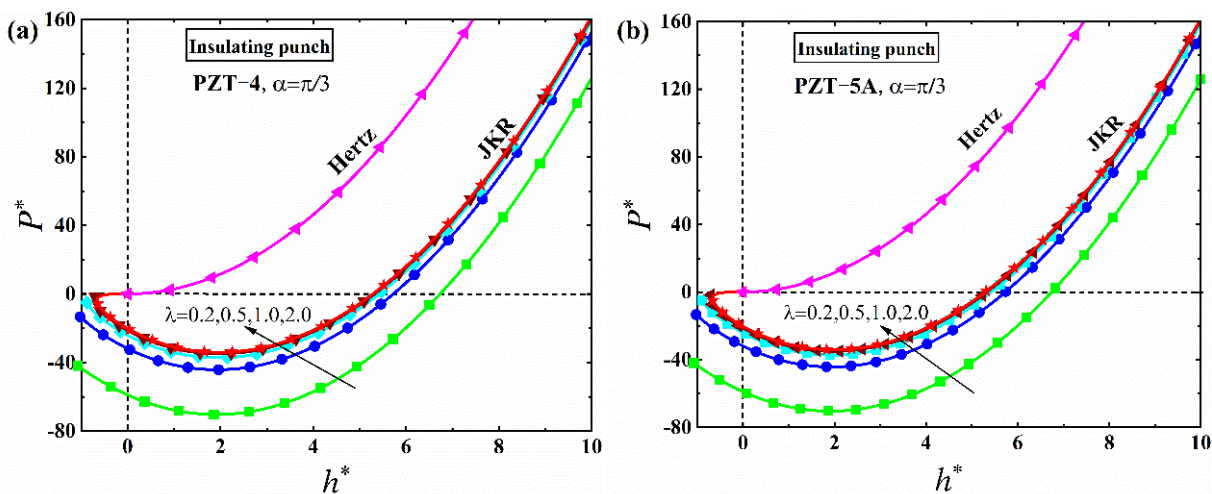 (a)
160
120
80
40
0
-40
-80
P*
Insulating punch
PZT−4, α=π/3
Hertz
JKR
λ=0.2,0.5,1.0,2.0
0 2 4 6 8 10
h*
(b)
160
120
80
40
0
-40
-80
P*
Insulating punch
PZT−5A, α=π/3
Hertz
JKR
λ=0.2,0.5,1.0,2.0
0 2 4 6 8 10
h*